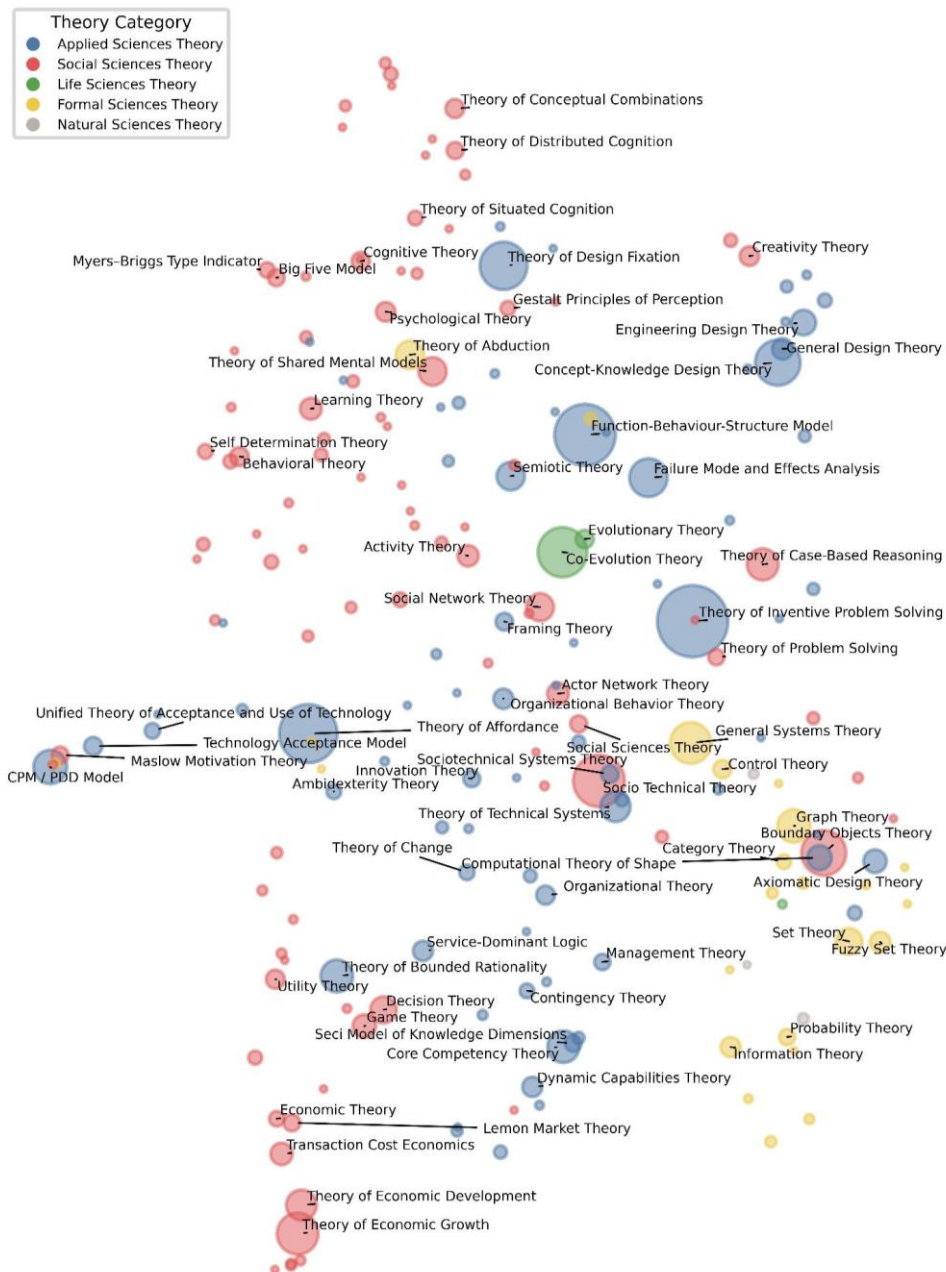 Theory Category
Applied Sciences Theory
Social Sciences Theory
Life Sciences Theory
Formal Sciences Theory
Natural Sciences Theory
Theory of Conceptual Combinations
Theory of Distributed Cognition
Theory of Situated Cognition
Creativity Theory
Cognitive Theory
Theory of Design Fixation
Myers–Briggs Type Indicator
Big Five Model
Gestalt Principles of Perception
Psychological Theory
Engineering Design Theory
Theory of Abduction
General Design Theory
Theory of Shared Mental Models
Concept-Knowledge Design Theory
Learning Theory
Function-Behaviour-Structure Model
Self Determination Theory
Behavioral Theory
Semiotic Theory
Failure Mode and Effects Analysis
Evolutionary Theory
Activity Theory
Co-Evolution Theory
Theory of Case-Based Reasoning
Social Network Theory
Theory of Inventive Problem Solving
Framing Theory
Theory of Problem Solving
Actor Network Theory
Organizational Behavior Theory
Unified Theory of Acceptance and Use of Technology
Theory of Affordance
General Systems Theory
Technology Acceptance Model
Social Sciences Theory
Maslow Motivation Theory
Sociotechnical Systems Theory
Innovation Theory
Control Theory
CPM / PDD Model
Ambidexterity Theory
Socio Technical Theory
Theory of Technical Systems
Graph Theory
Boundary Objects Theory
Theory of Change
Category Theory
Computational Theory of Shape
Axiomatic Design Theory
Organizational Theory
Set Theory
Service-Dominant Logic
Management Theory
Fuzzy Set Theory
Theory of Bounded Rationality
Utility Theory
Contingency Theory
Decision Theory
Game Theory
Seci Model of Knowledge Dimensions
Probability Theory
Core Competency Theory
Information Theory
Dynamic Capabilities Theory
Economic Theory
Lemon Market Theory
Transaction Cost Economics
Theory of Economic Development
Theory of Economic Growth